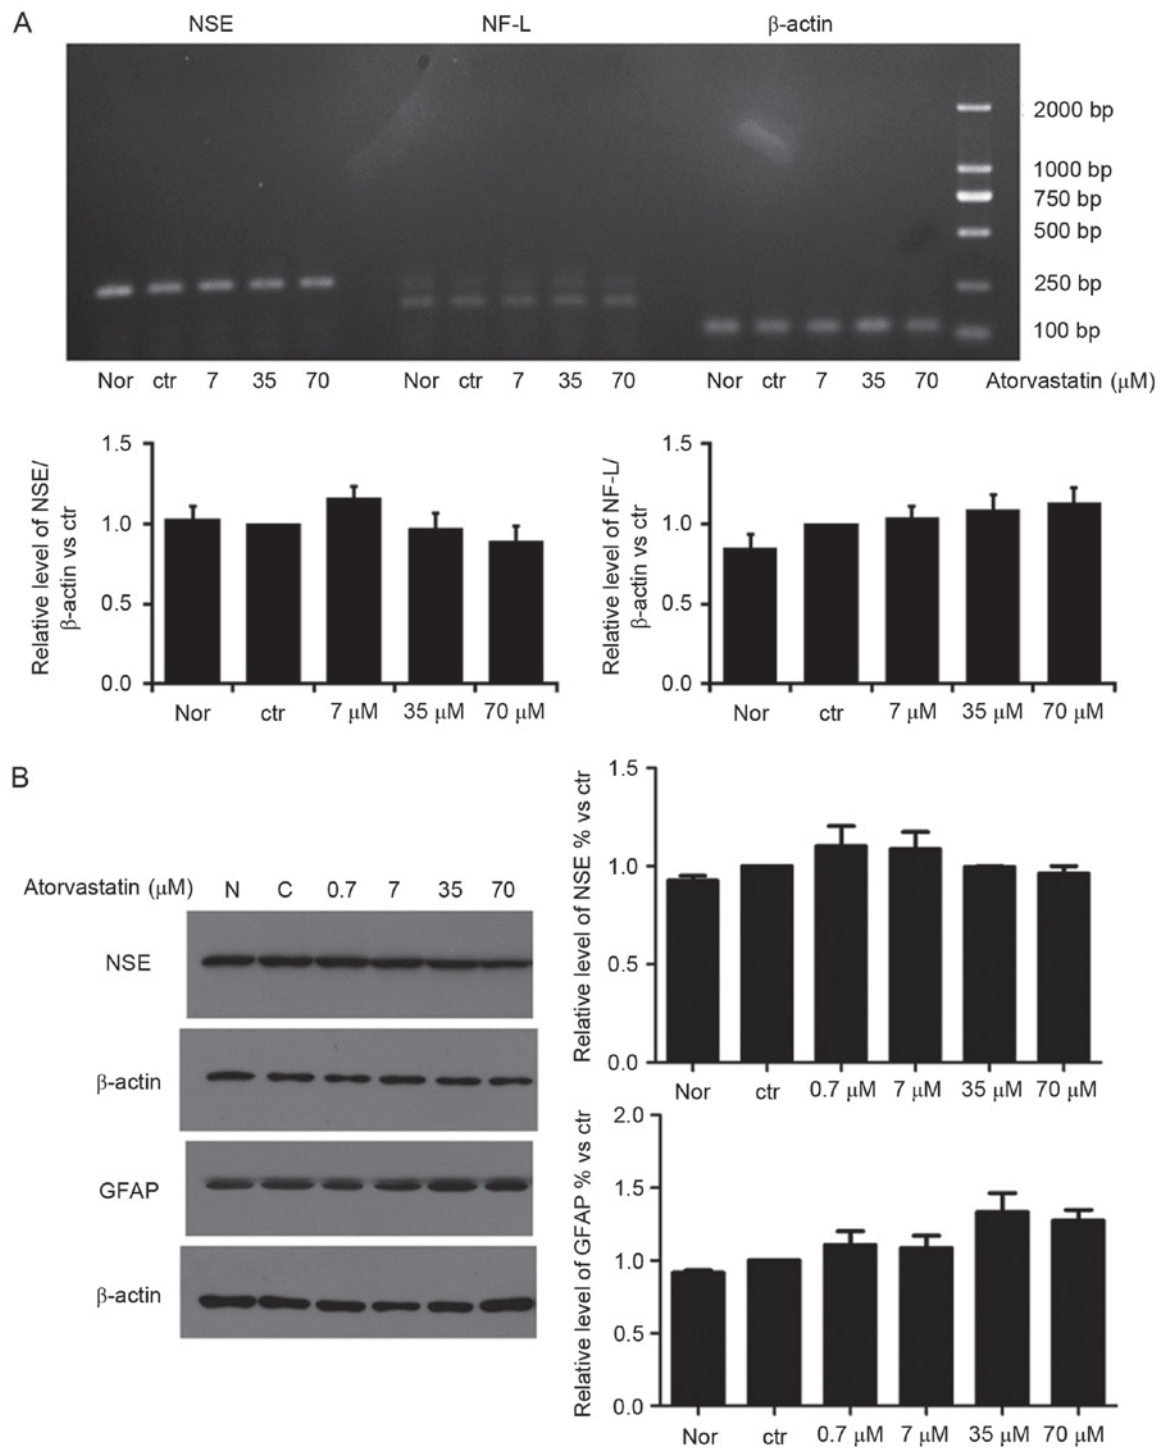 A
NSE NF-L β-actin
2000 bp
1000 bp
750 bp
500 bp
250 bp
100 bp
Nor ctr 7 35 70 Nor ctr 7 35 70 Nor ctr 7 35 70 Atorvastatin (μM)
Relative level of NSE/
β-actin vs ctr
1.5
1.0
0.5
0.0
Nor ctr 7 μM 35 μM 70 μM
Relative level of NF-L/
β-actin vs ctr
1.5
1.0
0.5
0.0
Nor ctr 7 μM 35 μM 70 μM
B
Atorvastatin (μM) N C 0.7 7 35 70
NSE
β-actin
GFAP
β-actin
Relative level of NSE % vs ctr
1.5
1.0
0.5
0.0
Nor ctr 0.7 μM 7 μM 35 μM 70 μM
Relative level of GFAP % vs ctr
2.0
1.5
1.0
0.5
0.0
Nor ctr 0.7 μM 7 μM 35 μM 70 μM